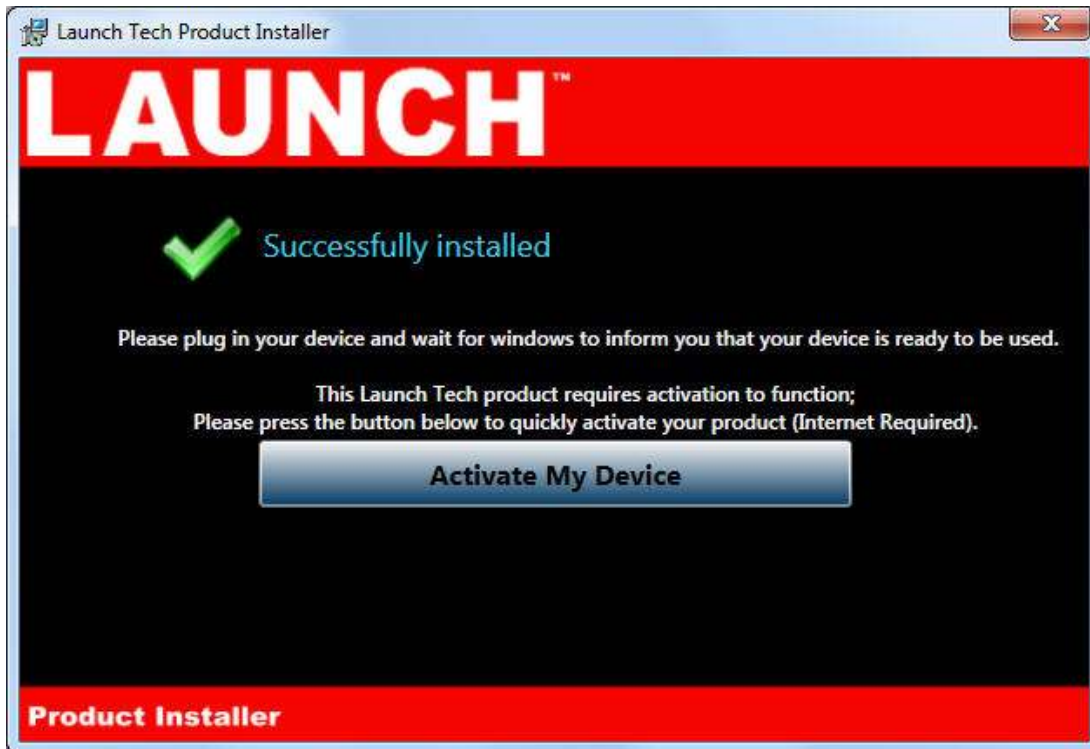 Launch Tech Product Installer
LAUNCH™
Successfully installed
Please plug in your device and wait for windows to inform you that your device is ready to be used.
This Launch Tech product requires activation to function;
Please press the button below to quickly activate your product (Internet Required).
Activate My Device
Product Installer